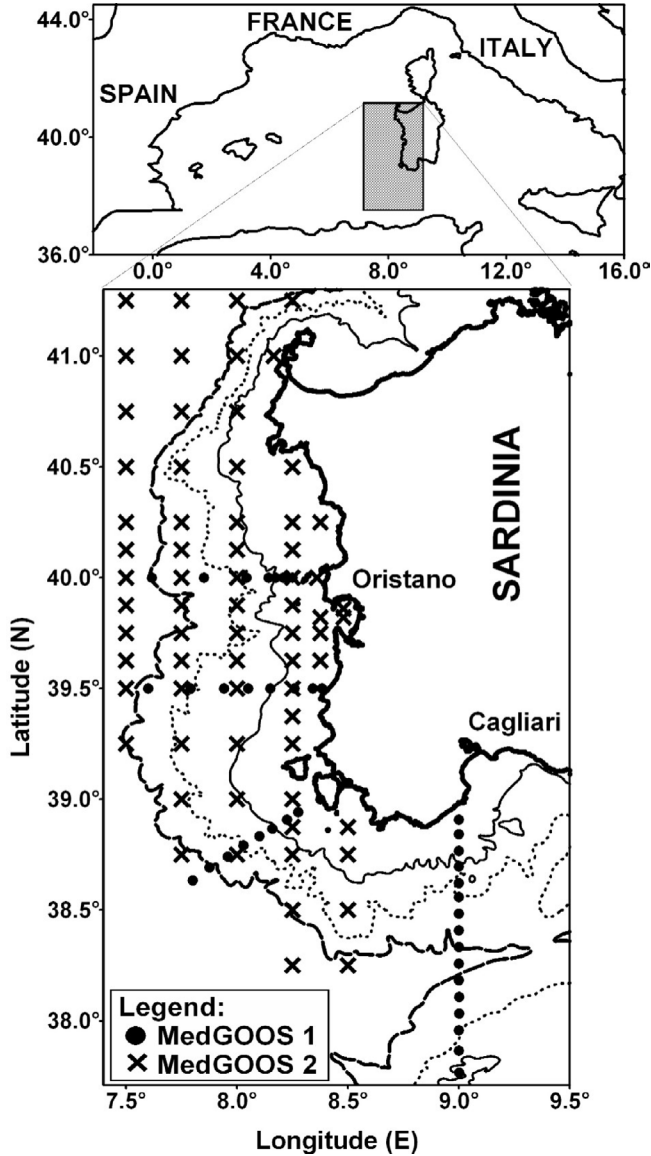 44.0°
FRANCE
ITALY
SPAIN
40.0°
36.0°
0.0°
4.0°
8.0°
12.0°
16.0°
41.0°
40.5°
SARDINIA
40.0°
Oristano
39.5°
Latitude (N)
Cagliari
39.0°
38.5°
Legend:
MedGOOS 1
38.0°
MedGOOS 2
7.5°
8.0°
8.5°
9.0°
9.5°
Longitude (E)